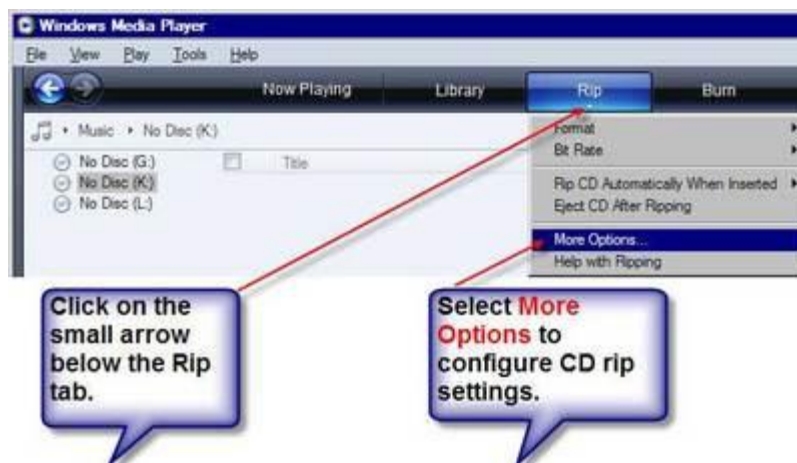 Windows Media Player
File View Play Tools Help
Now Playing Library Rip Burn
Music • No Disc (K:)
No Disc (G:) Title
No Disc (K:)
No Disc (L:)
Format
Bit Rate
Rip CD Automatically When Inserted
Eject CD After Ripping
More Options...
Help with Ripping
Click on the
small arrow
below the Rip
tab.
Select More
Options to
configure CD rip
settings.